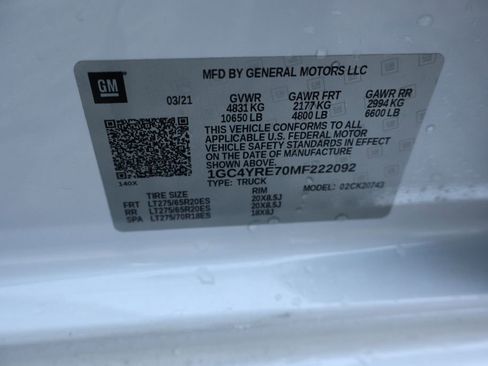 GM
MFD BY GENERAL MOTORS LLC
03/21 GVWR GAWR FRT GAWR RR
4831 KG 2177 KG 2994 KG
10650 LB 4800 LB 6600 LB
THIS VEHICLE CONFORMS TO ALL
APPLICABLE U.S. FEDERAL MOTOR
VEHICLE SAFETY STANDARDS IN EFFECT
ON THE DATE OF MANUFACTURE SHOWN ABOVE.
1GC4YRE70MF222092
140X TYPE: TRUCK MODEL: 02CK20743
TIRE SIZE RIM
FRT LT275/65R20ES 20X8.5J
RR LT275/65R20ES 20X8.5J
SPA LT275/70R18ES 18X8J